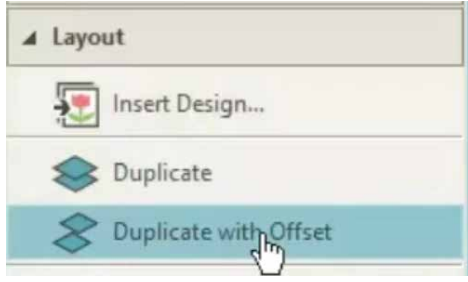 Layout
Insert Design...
Duplicate
Duplicate with Offset